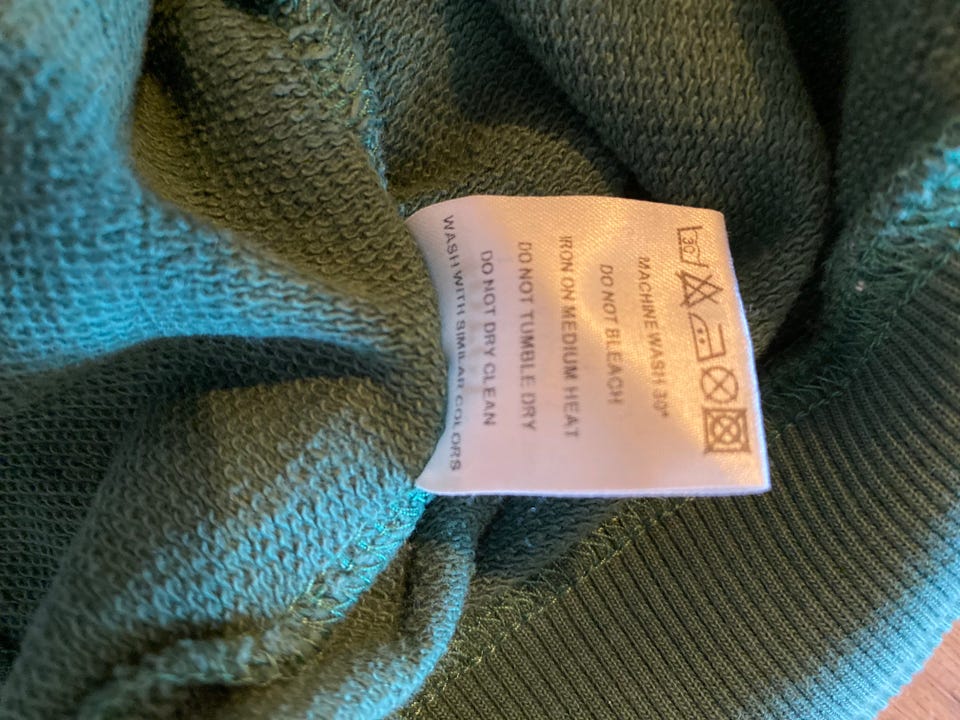 30
MACHINE WASH 30°
DO NOT BLEACH
IRON ON MEDIUM HEAT
DO NOT TUMBLE DRY
DO NOT DRY CLEAN
WASH WITH SIMILAR COLORS